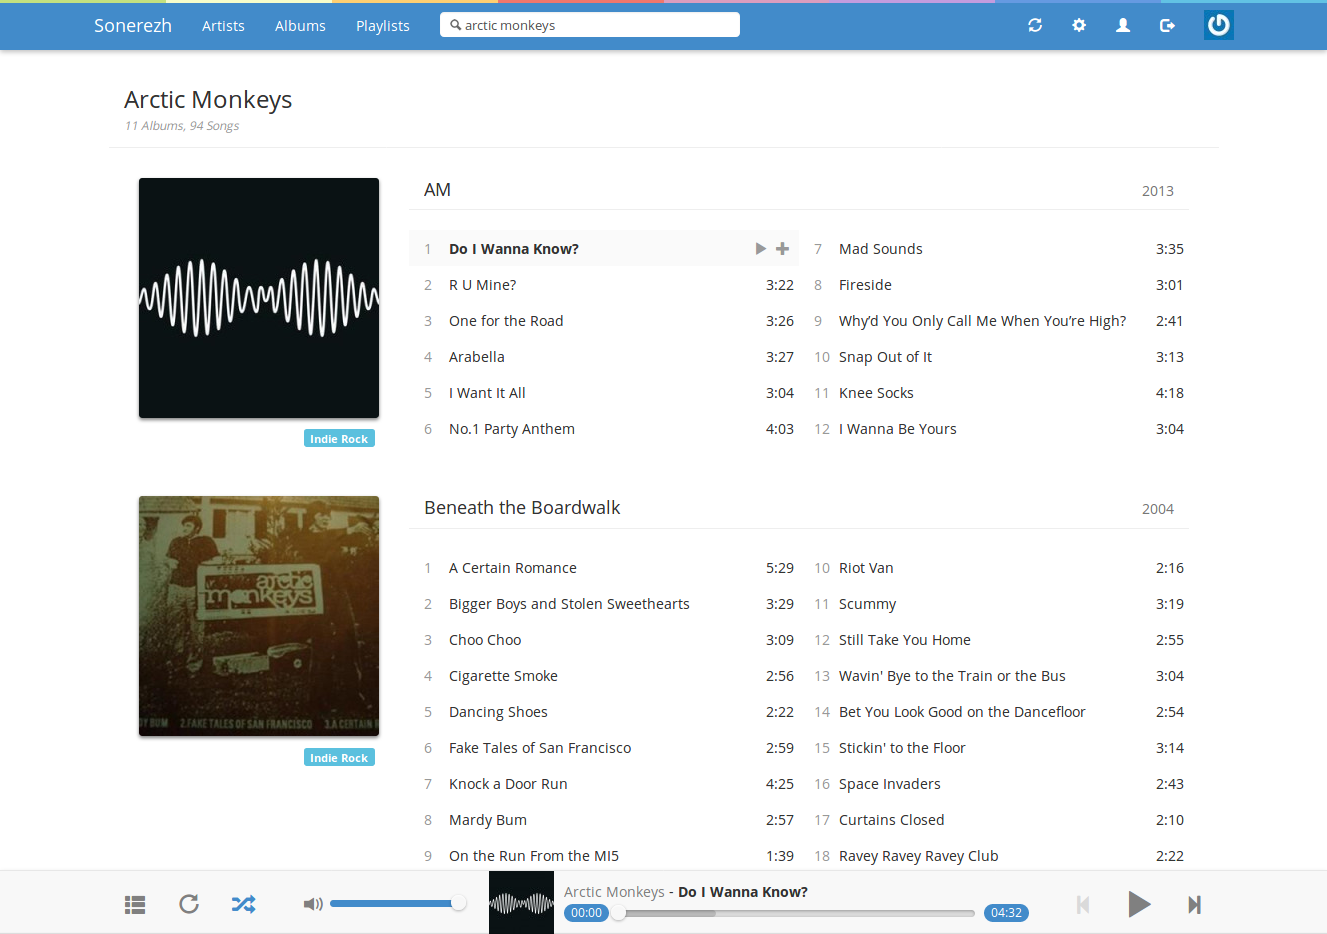 Sonerezh Artists Albums Playlists arctic monkeys
Arctic Monkeys
11 Albums, 94 Songs
AM 2013
1 Do I Wanna Know? 7 Mad Sounds 3:35
2 R U Mine? 3:22 8 Fireside 3:01
3 One for the Road 3:26 9 Why’d You Only Call Me When You’re High? 2:41
4 Arabella 3:27 10 Snap Out of It 3:13
5 I Want It All 3:04 11 Knee Socks 4:18
6 No.1 Party Anthem 4:03 12 I Wanna Be Yours 3:04
Indie Rock
Beneath the Boardwalk 2004
1 A Certain Romance 5:29 10 Riot Van 2:16
2 Bigger Boys and Stolen Sweethearts 3:29 11 Scummy 3:19
3 Choo Choo 3:09 12 Still Take You Home 2:55
4 Cigarette Smoke 2:56 13 Wavin' Bye to the Train or the Bus 3:04
5 Dancing Shoes 2:22 14 Bet You Look Good on the Dancefloor 2:54
6 Fake Tales of San Francisco 2:59 15 Stickin' to the Floor 3:14
7 Knock a Door Run 4:25 16 Space Invaders 2:43
8 Mardy Bum 2:57 17 Curtains Closed 2:10
9 On the Run From the MI5 1:39 18 Ravey Ravey Ravey Club 2:22
arctic
monkeys
DY BUM 2.FAKE TALES OF SAN FRANCISCO 3.A CERTAIN R
Indie Rock
Arctic Monkeys - Do I Wanna Know?
00:00 04:32